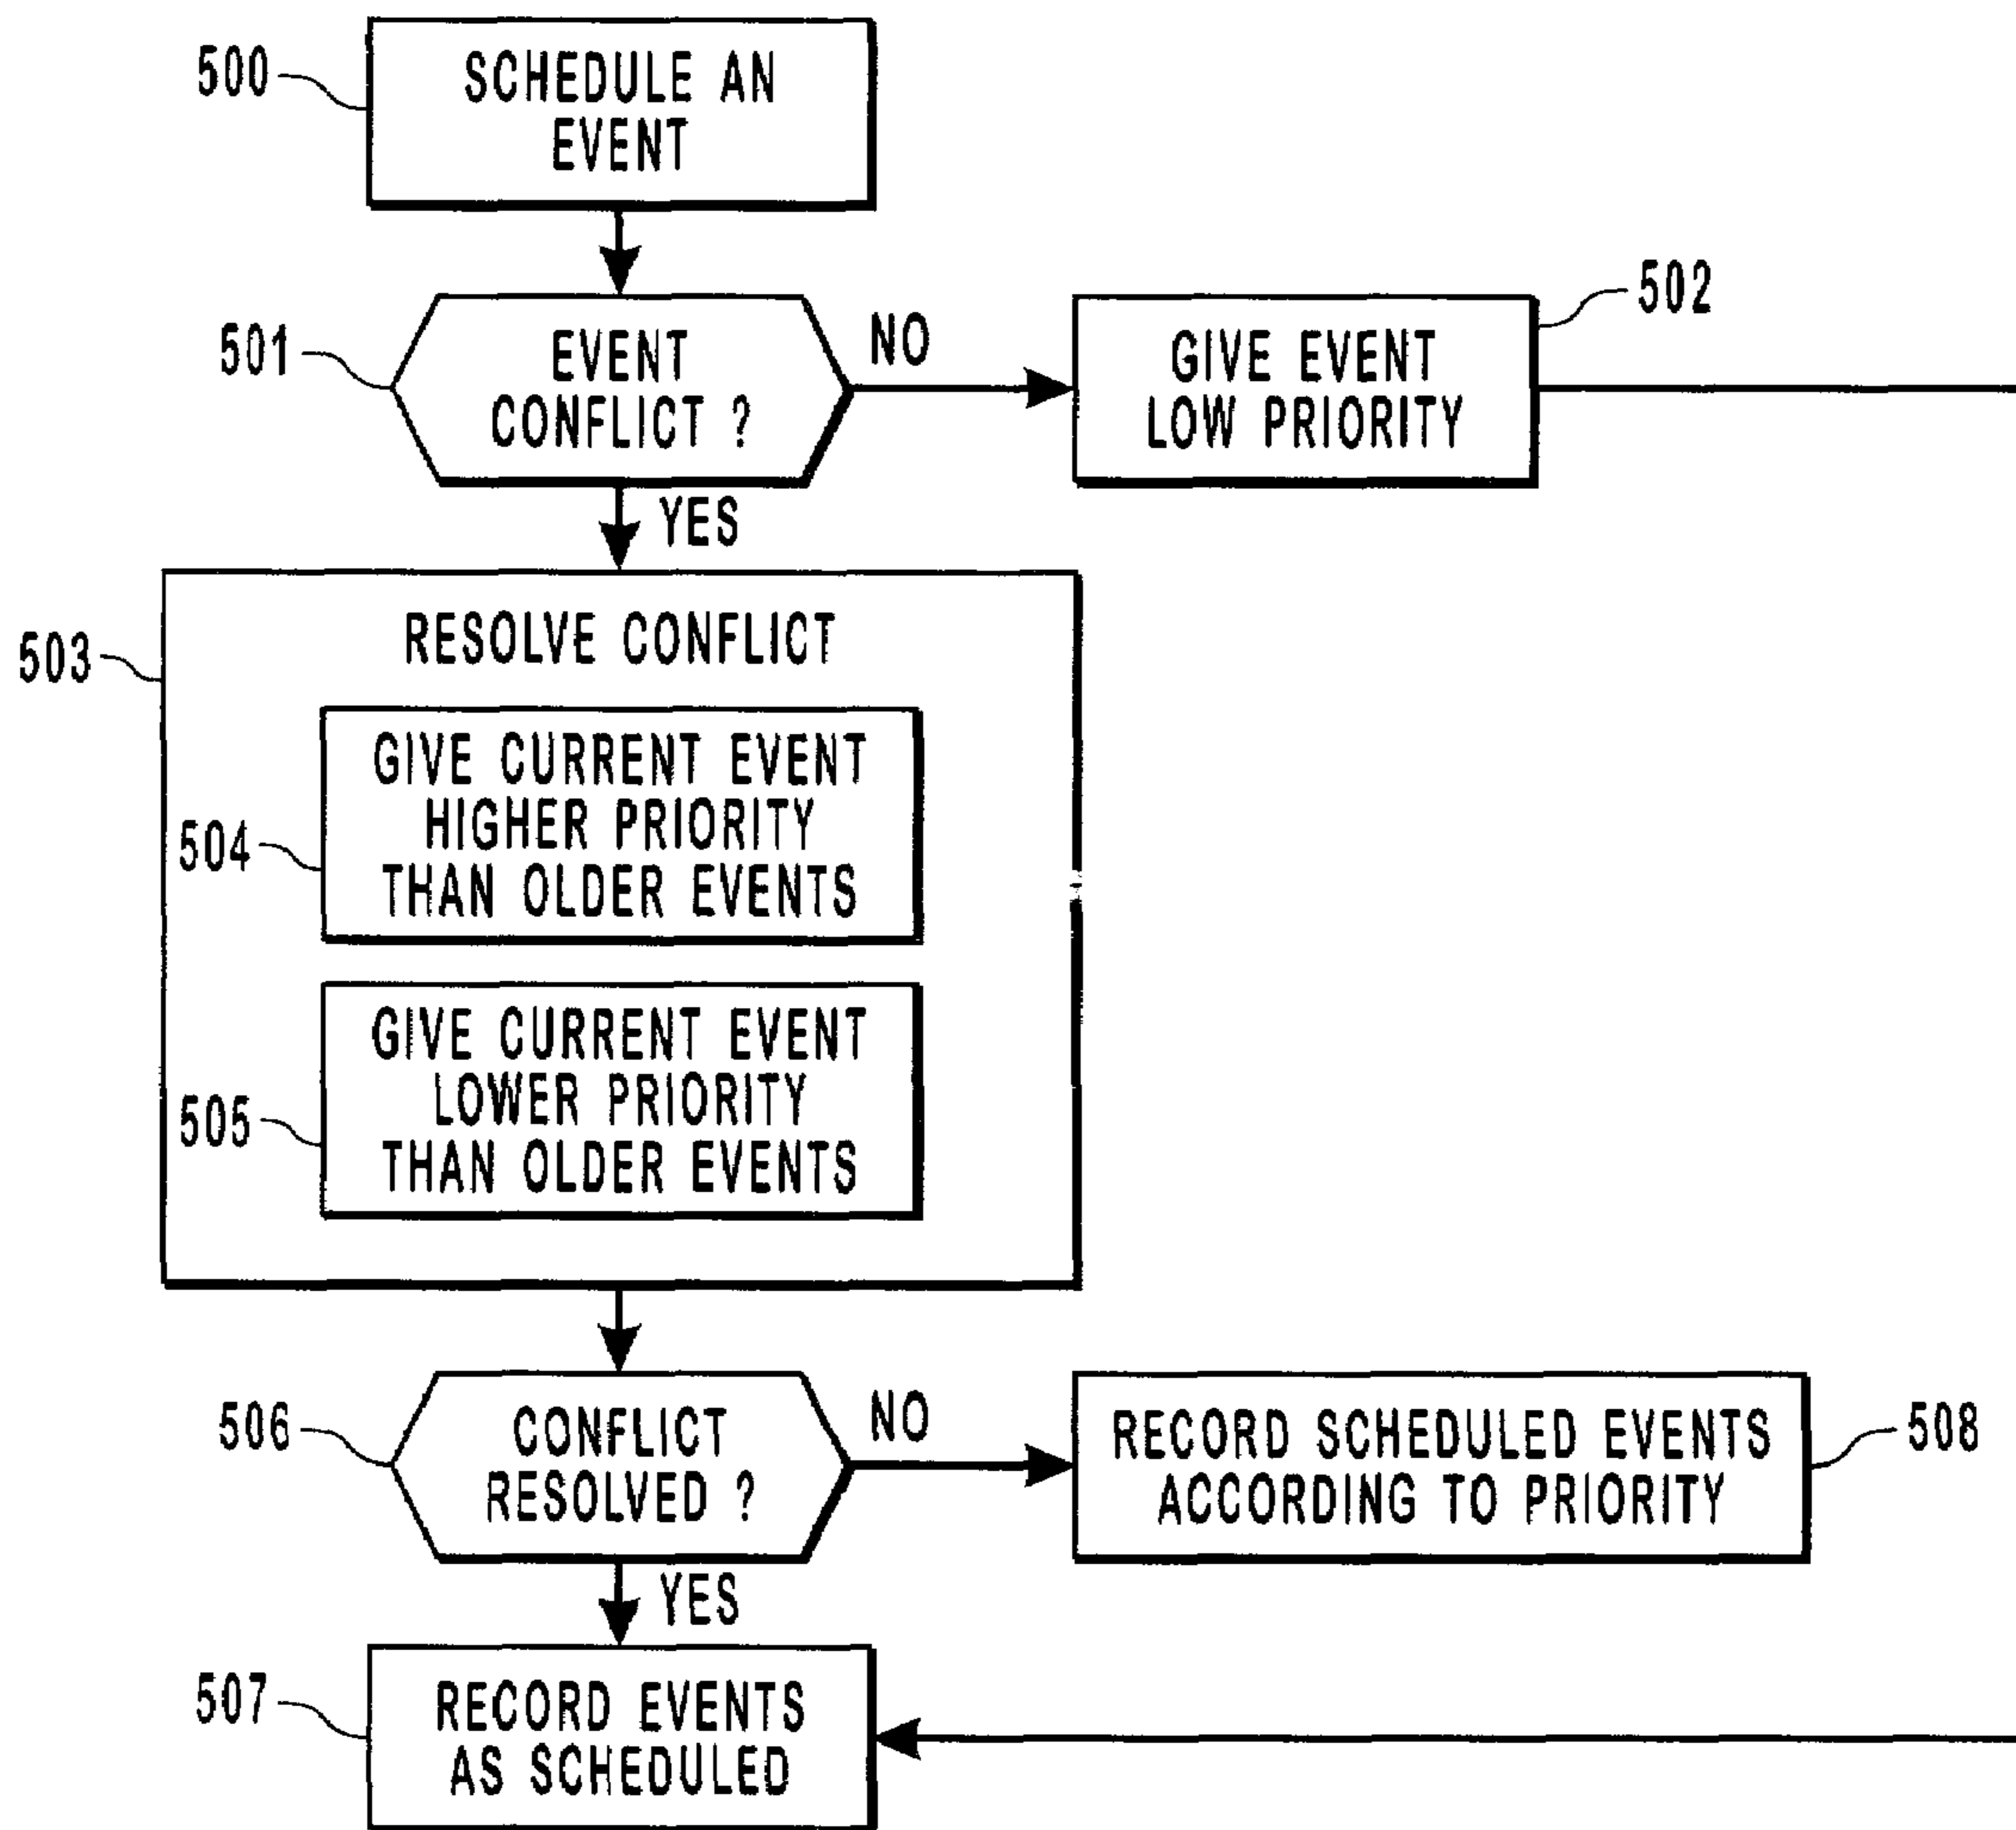 500
SCHEDULE AN
EVENT
501
EVENT
CONFLICT ?
NO
502
GIVE EVENT
LOW PRIORITY
YES
503
RESOLVE CONFLICT
504
GIVE CURRENT EVENT
HIGHER PRIORITY
THAN OLDER EVENTS
505
GIVE CURRENT EVENT
LOWER PRIORITY
THAN OLDER EVENTS
506
CONFLICT
RESOLVED ?
NO
RECORD SCHEDULED EVENTS
ACCORDING TO PRIORITY
508
YES
507
RECORD EVENTS
AS SCHEDULED